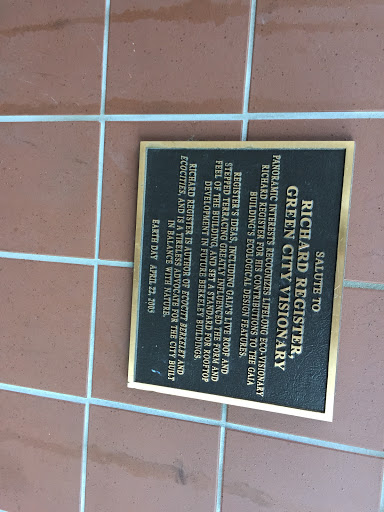 SALUTE TO
RICHARD REGISTER,
GREEN CITY VISIONARY
PANORAMIC INTERESTS RECOGNIZES LIFELONG ECO-VISIONARY
RICHARD REGISTER FOR HIS CONTRIBUTIONS TO THE GAIA
BUILDING'S ECOLOGICAL DESIGN FEATURES.
REGISTER'S IDEAS, INCLUDING GAIA'S LIVE ROOF AND
STEPPED TERRACING GREATLY INFLUENCED THE FORM AND
FEEL OF THE BUILDING, AND SET A STANDARD FOR ROOFTOP
DEVELOPMENT IN FUTURE BERKELEY BUILDINGS.
RICHARD REGISTER IS AUTHOR OF ECOCITY BERKELEY AND
ECOCITIES, AND IS A TIRELESS ADVOCATE FOR THE CITY BUILT
IN BALANCE WITH NATURE.
EARTH DAY APRIL 22, 2003